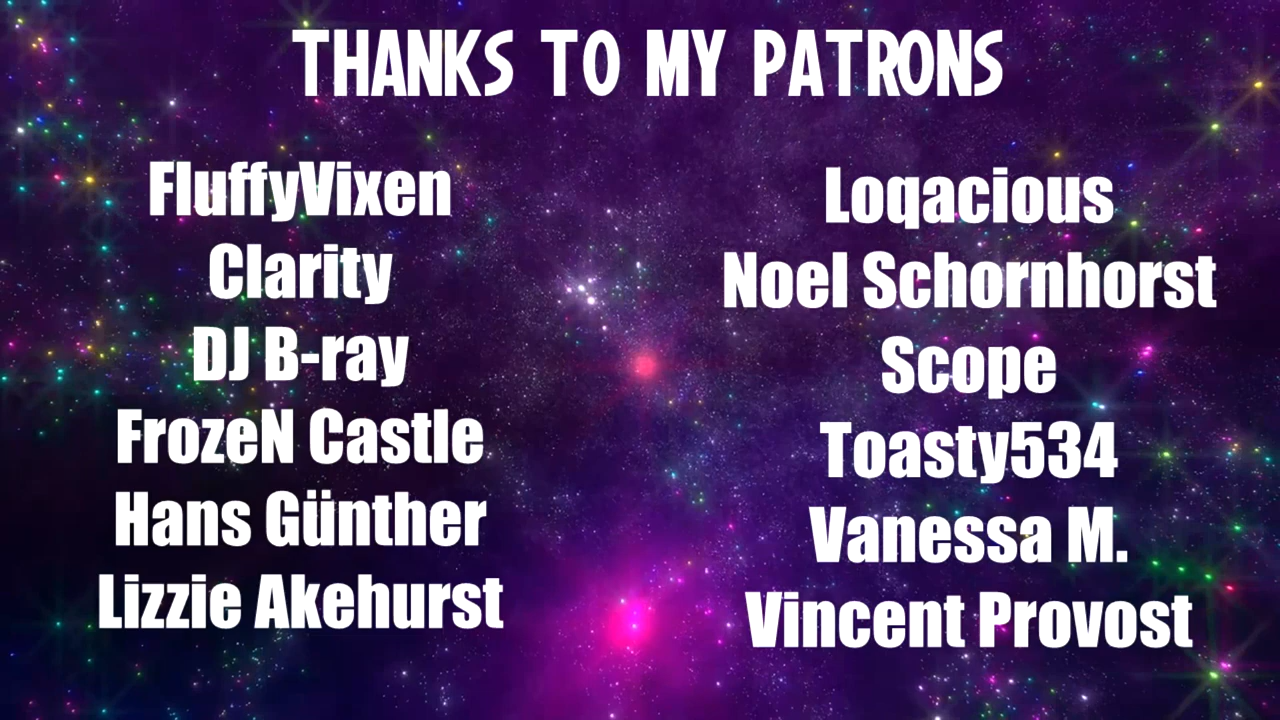 THANKS TO MY PATRONS
FluffyVixen
Clarity
DJ B-ray
FrozeN Castle
Hans Günther
Lizzie Akehurst
Loqacious
Noel Schornhorst
Scope
Toasty534
Vanessa M.
Vincent Provost